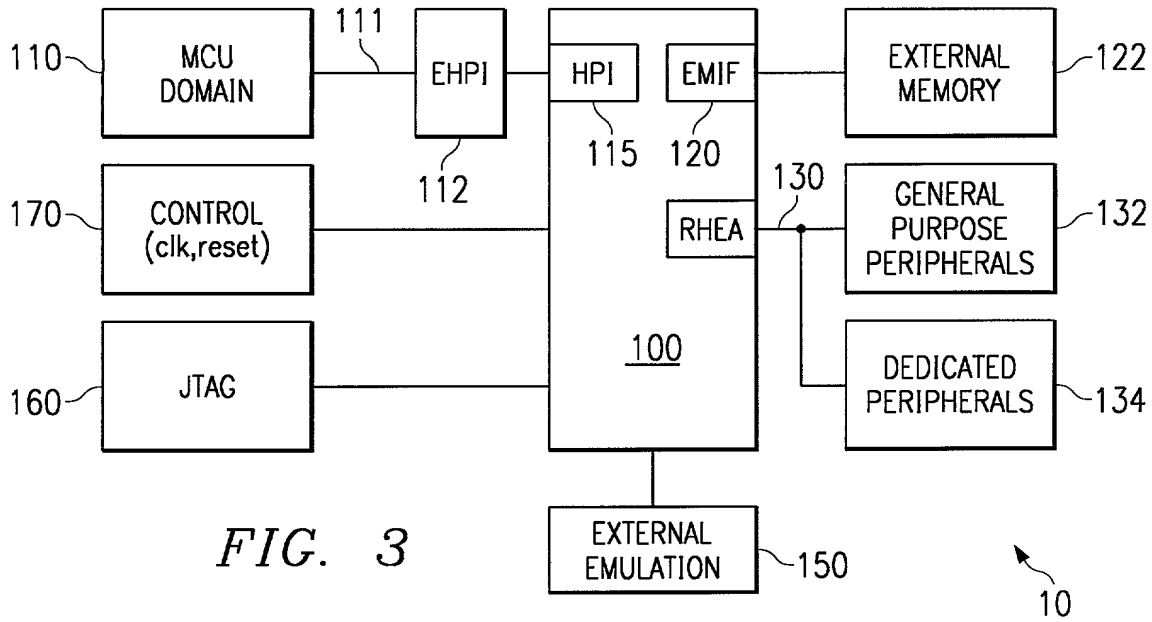 110
MCU
DOMAIN
111
EHPI
112
HPI
115
EMIF
120
EXTERNAL
MEMORY
122
170
CONTROL
(clk,reset)
RHEA
130
GENERAL
PURPOSE
PERIPHERALS
132
160
JTAG
100
DEDICATED
PERIPHERALS
134
EXTERNAL
EMULATION
150
FIG. 3
10